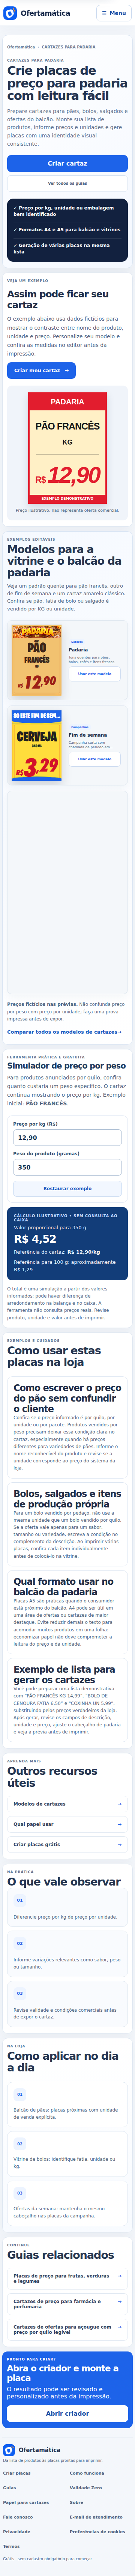 Ofertamática
☰ Menu
Ofertamática › CARTAZES PARA PADARIA
CARTAZES PARA PADARIA
Crie placas de
preço para padaria
com leitura fácil
Prepare cartazes para pães, bolos, salgados e
ofertas do balcão. Monte sua lista de
produtos, informe preços e unidades e gere
placas com uma identidade visual
consistente.
Criar cartaz
Ver todos os guias
✓ Preço por kg, unidade ou embalagem
bem identificado
✓ Formatos A4 e A5 para balcão e vitrines
✓ Geração de várias placas na mesma
lista
VEJA UM EXEMPLO
Assim pode ficar seu
cartaz
O exemplo abaixo usa dados fictícios para
mostrar o contraste entre nome do produto,
unidade e preço. Personalize seu modelo e
confira as medidas no editor antes da
impressão.
Criar meu cartaz →
PADARIA
PÃO FRANCÊS
KG
R$ 12,90
EXEMPLO DEMONSTRATIVO
Preço ilustrativo, não representa oferta comercial.
EXEMPLOS EDITÁVEIS
Modelos para a
vitrine e o balcão da
padaria
Veja um padrão quente para pão francês, outro
de fim de semana e um cartaz amarelo clássico.
Confira se pão, fatia de bolo ou salgado é
vendido por KG ou unidade.
PADARIA
PÃO
FRANCÊS
KG
R$ 12,90
Padaria
Tons quentes para pães,
bolos, cafés e itens frescos.
Usar este modelo
DO ESTE FIM DE SEM...
CERVEJA
R$ 3,29
Campanhas
Fim de semana
Campanha curta com
chamada de período em...
Usar este modelo
Preços fictícios nas prévias. Não confunda preço
por peso com preço por unidade; faça uma prova
impressa antes de expor.
Comparar todos os modelos de cartazes→
FERRAMENTA PRÁTICA E GRATUITA
Simulador de preço por peso
Para produtos anunciados por quilo, confira
quanto custaria um peso específico. O cartaz
continua mostrando o preço por kg. Exemplo
inicial: PÃO FRANCÊS.
Preço por kg (R$)
12,90
Peso do produto (gramas)
350
Restaurar exemplo
CÁLCULO ILUSTRATIVO • SEM CONSULTA AO
CAIXA
Valor proporcional para 350 g
R$ 4,52
Referência do cartaz: R$ 12,90/kg
Referência para 100 g: aproximadamente
R$ 1,29
O total é uma simulação a partir dos valores
informados; pode haver diferença de
arredondamento na balança e no caixa. A
ferramenta não consulta preços reais. Revise
produto, unidade e valor antes de imprimir.
EXEMPLOS E CUIDADOS
Como usar estas
placas na loja
Como escrever o preço
do pão sem confundir
o cliente
Confira se o preço informado é por quilo, por
unidade ou por pacote. Produtos vendidos por
peso precisam deixar essa condição clara no
cartaz, sobretudo quando há preços
diferentes para variedades de pães. Informe o
nome reconhecível do produto e revise se a
unidade corresponde ao preço do sistema da
loja.
Bolos, salgados e itens
de produção própria
Para um bolo vendido por pedaço, não use a
mesma unidade de um bolo vendido por quilo.
Se a oferta vale apenas para um sabor,
tamanho ou validade, escreva a condição no
texto correspondente. Ao imprimir várias
placas, confira cada item individualmente
antes de colocá-lo na vitrine.
Qual formato usar no
balcão da padaria
Placas A5 são práticas quando o consumidor
está próximo do balcão. A4 pode ser útil em
uma área de ofertas ou cartazes de maior
destaque. Evite reduzir demais o texto para
acomodar muitos produtos em uma folha:
economizar papel não deve comprometer a
leitura do preço e da unidade.
Exemplo de lista para
gerar os cartazes
Você pode preparar uma lista demonstrativa
com “PÃO FRANCÊS KG 14,99”, “BOLO DE
CENOURA FATIA 6,50” e “COXINHA UN 5,99”,
substituindo pelos preços verdadeiros da loja.
Após gerar, revise os campos de descrição,
unidade e preço, ajuste o cabeçalho de padaria
e veja a prévia antes de imprimir.
APRENDA MAIS
Outros recursos
úteis
Modelos de cartazes →
Qual papel usar →
Criar placas grátis →
NA PRÁTICA
O que vale observar
01
Diferencie preço por kg de preço por unidade.
02
Informe variações relevantes como sabor, peso
ou tamanho.
03
Revise validade e condições comerciais antes
de expor o cartaz.
NA LOJA
Como aplicar no dia
a dia
01
Balcão de pães: placas próximas com unidade
de venda explícita.
02
Vitrine de bolos: identifique fatia, unidade ou
kg.
03
Ofertas da semana: mantenha o mesmo
cabeçalho nas placas da campanha.
CONTINUE
Guias relacionados
Placas de preço para frutas, verduras
e legumes →
Cartazes de preço para farmácia e
perfumaria →
Cartazes de ofertas para açougue com
preço por quilo legível →
PRONTO PARA CRIAR?
Abra o criador e monte a
placa
O resultado pode ser revisado e
personalizado antes da impressão.
Abrir criador
Ofertamática
Da lista de produtos às placas prontas para imprimir.
Criar placas
Como funciona
Guias
Validade Zero
Papel para cartazes
Sobre
Fale conosco
E-mail de atendimento
Privacidade
Preferências de cookies
Termos
Grátis · sem cadastro obrigatório para começar